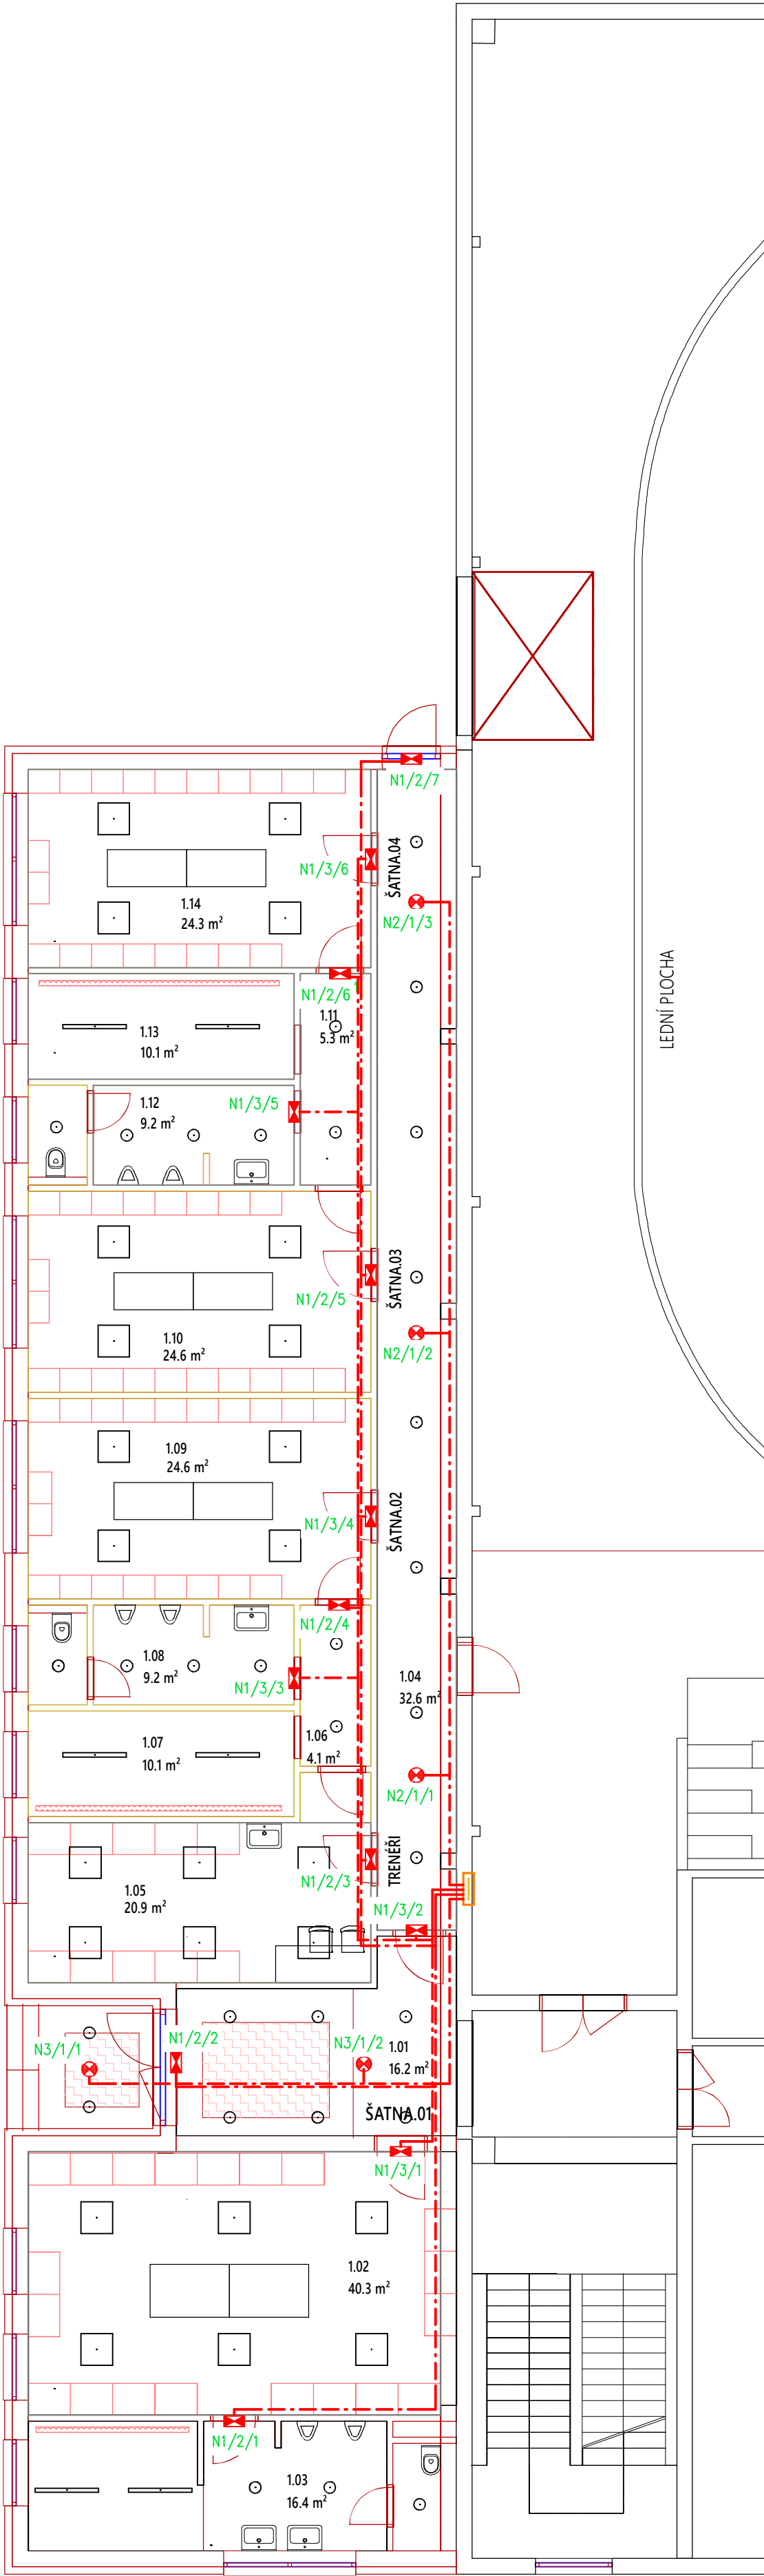 N1/2/7
ŠATNA.04
N1/3/6
1.14
24.3 m²
N2/1/3
LEDNÍ PLOCHA
N1/2/6
1.11
5.3 m²
1.13
10.1 m²
1.12
9.2 m²
N1/3/5
ŠATNA.03
N1/2/5
1.10
24.6 m²
N2/1/2
1.09
24.6 m²
ŠATNA.02
N1/3/4
N1/2/4
1.08
9.2 m²
N1/3/3
1.04
32.6 m²
1.06
4.1 m²
1.07
10.1 m²
N2/1/1
TRENÉŘI
N1/2/3
1.05
20.9 m²
N1/3/2
N1/2/2
N3/1/1
N3/1/2
1.01
16.2 m²
ŠATNA.01
N1/3/1
1.02
40.3 m²
N1/2/1
1.03
16.4 m²